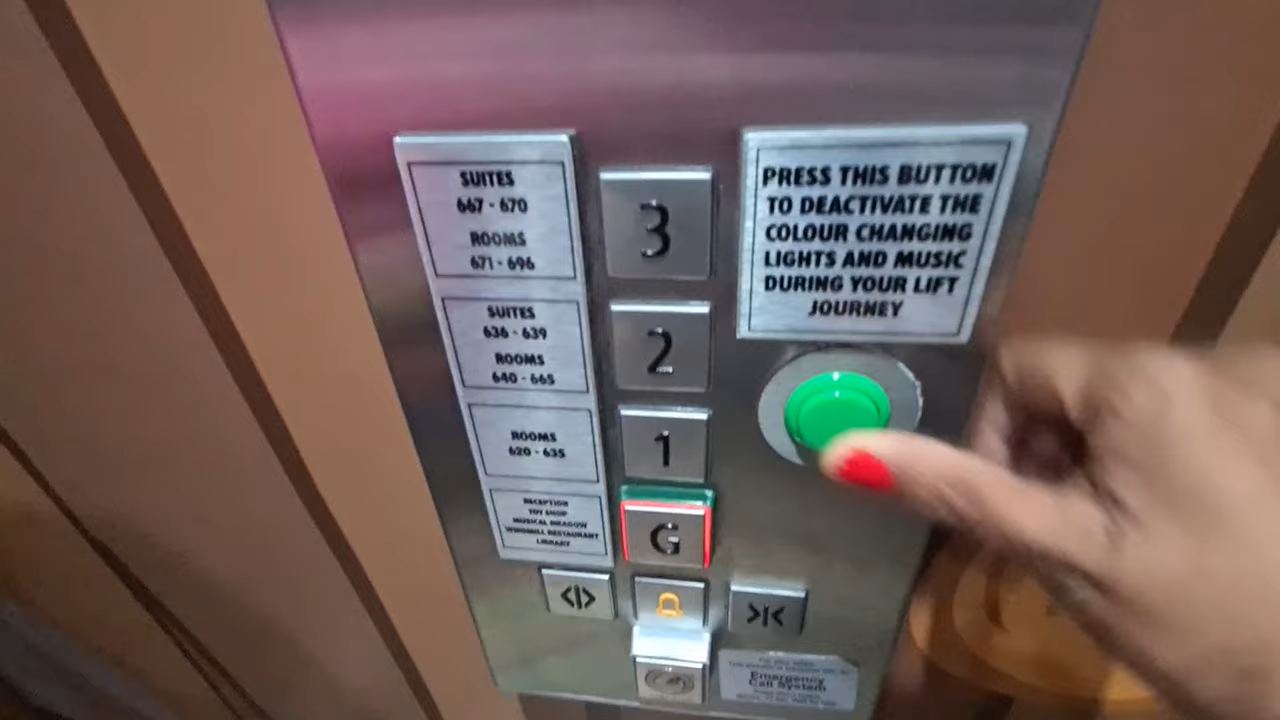 SUITES
667 - 670
ROOMS
671 - 696
3
PRESS THIS BUTTON
TO DEACTIVATE THE
COLOUR CHANGING
LIGHTS AND MUSIC
DURING YOUR LIFT
JOURNEY
SUITES
636 - 639
ROOMS
640 - 665
2
ROOMS
620 - 635
1
RECEPTION
TOY SHOP
MUSICAL MEADOW
WINDMILL RESTAURANT
LIBRARY
G
Emergency
Call System